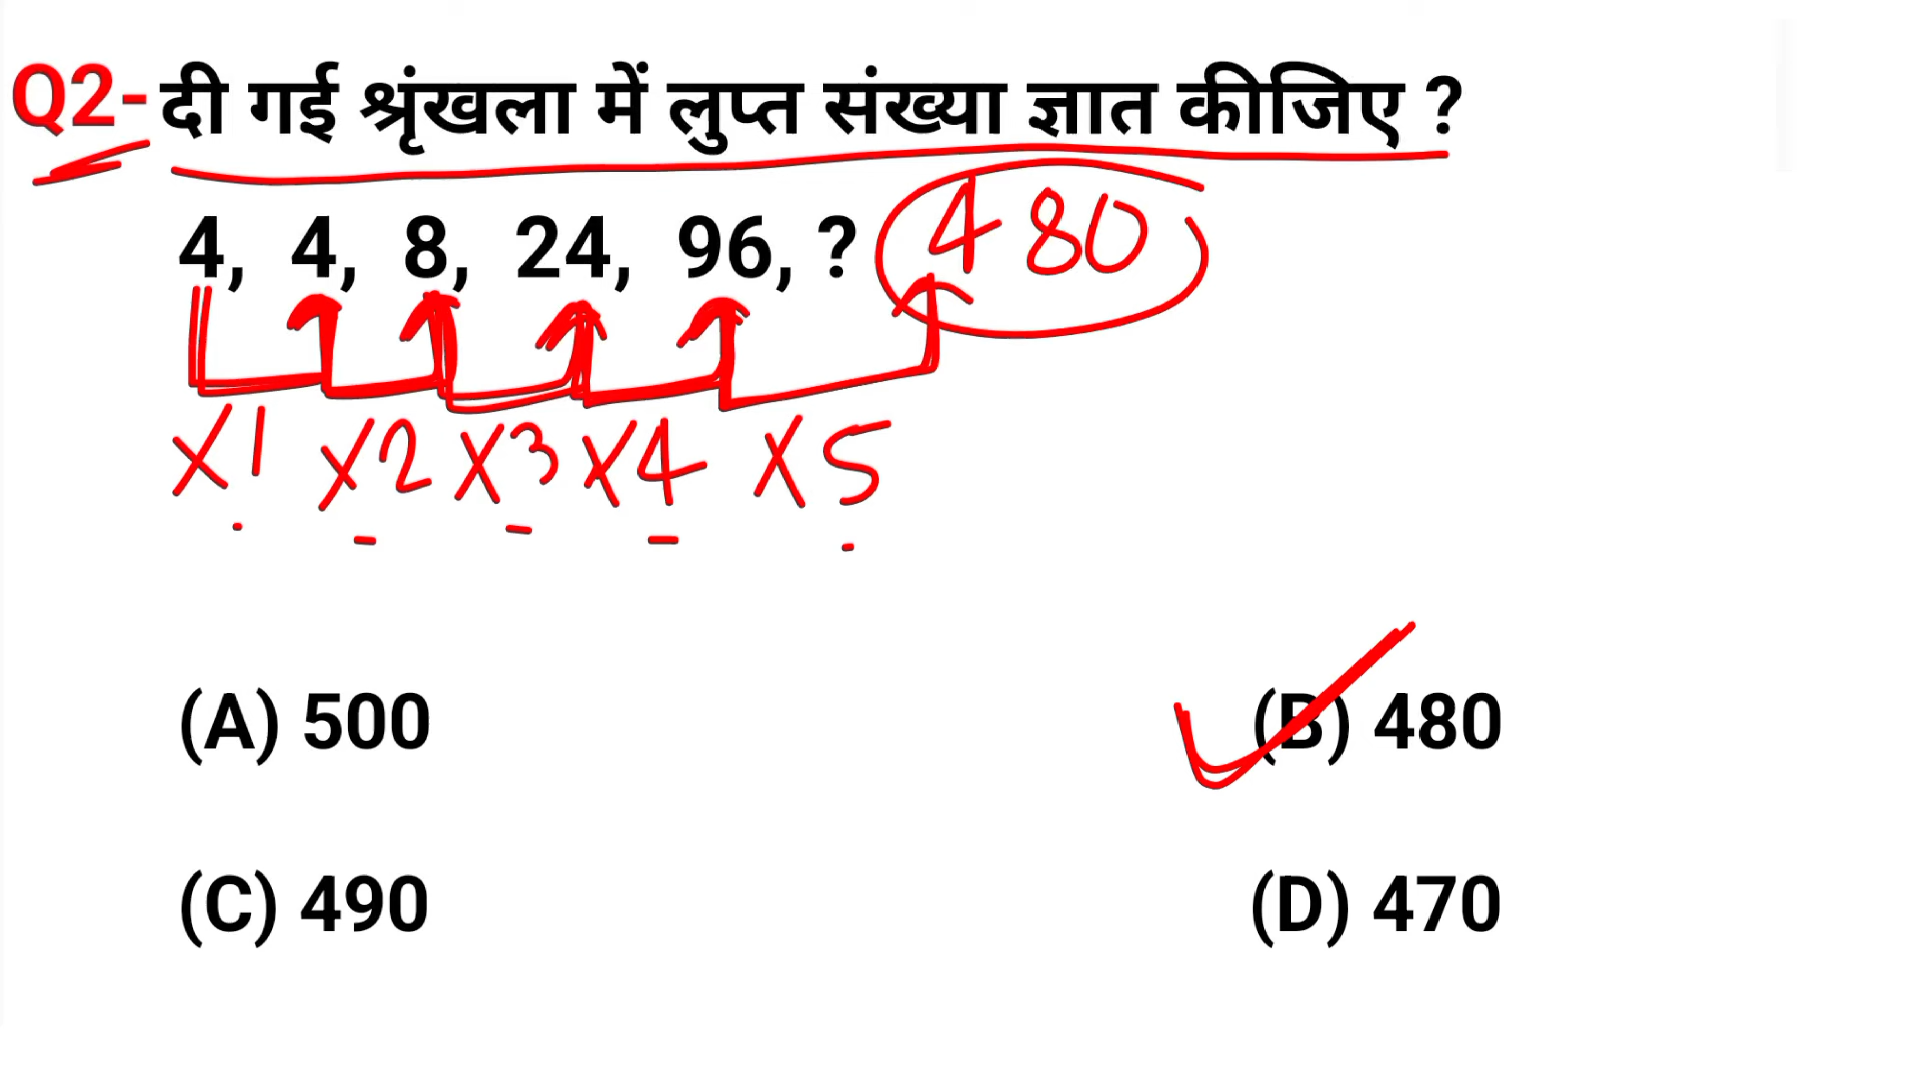 Q2- दी गई श्रृंखला में लुप्त संख्या ज्ञात कीजिए ?
4, 4, 8, 24, 96, ? 480
X1 X2 X3 X4 X5
(A) 500 (B) 480
(C) 490 (D) 470